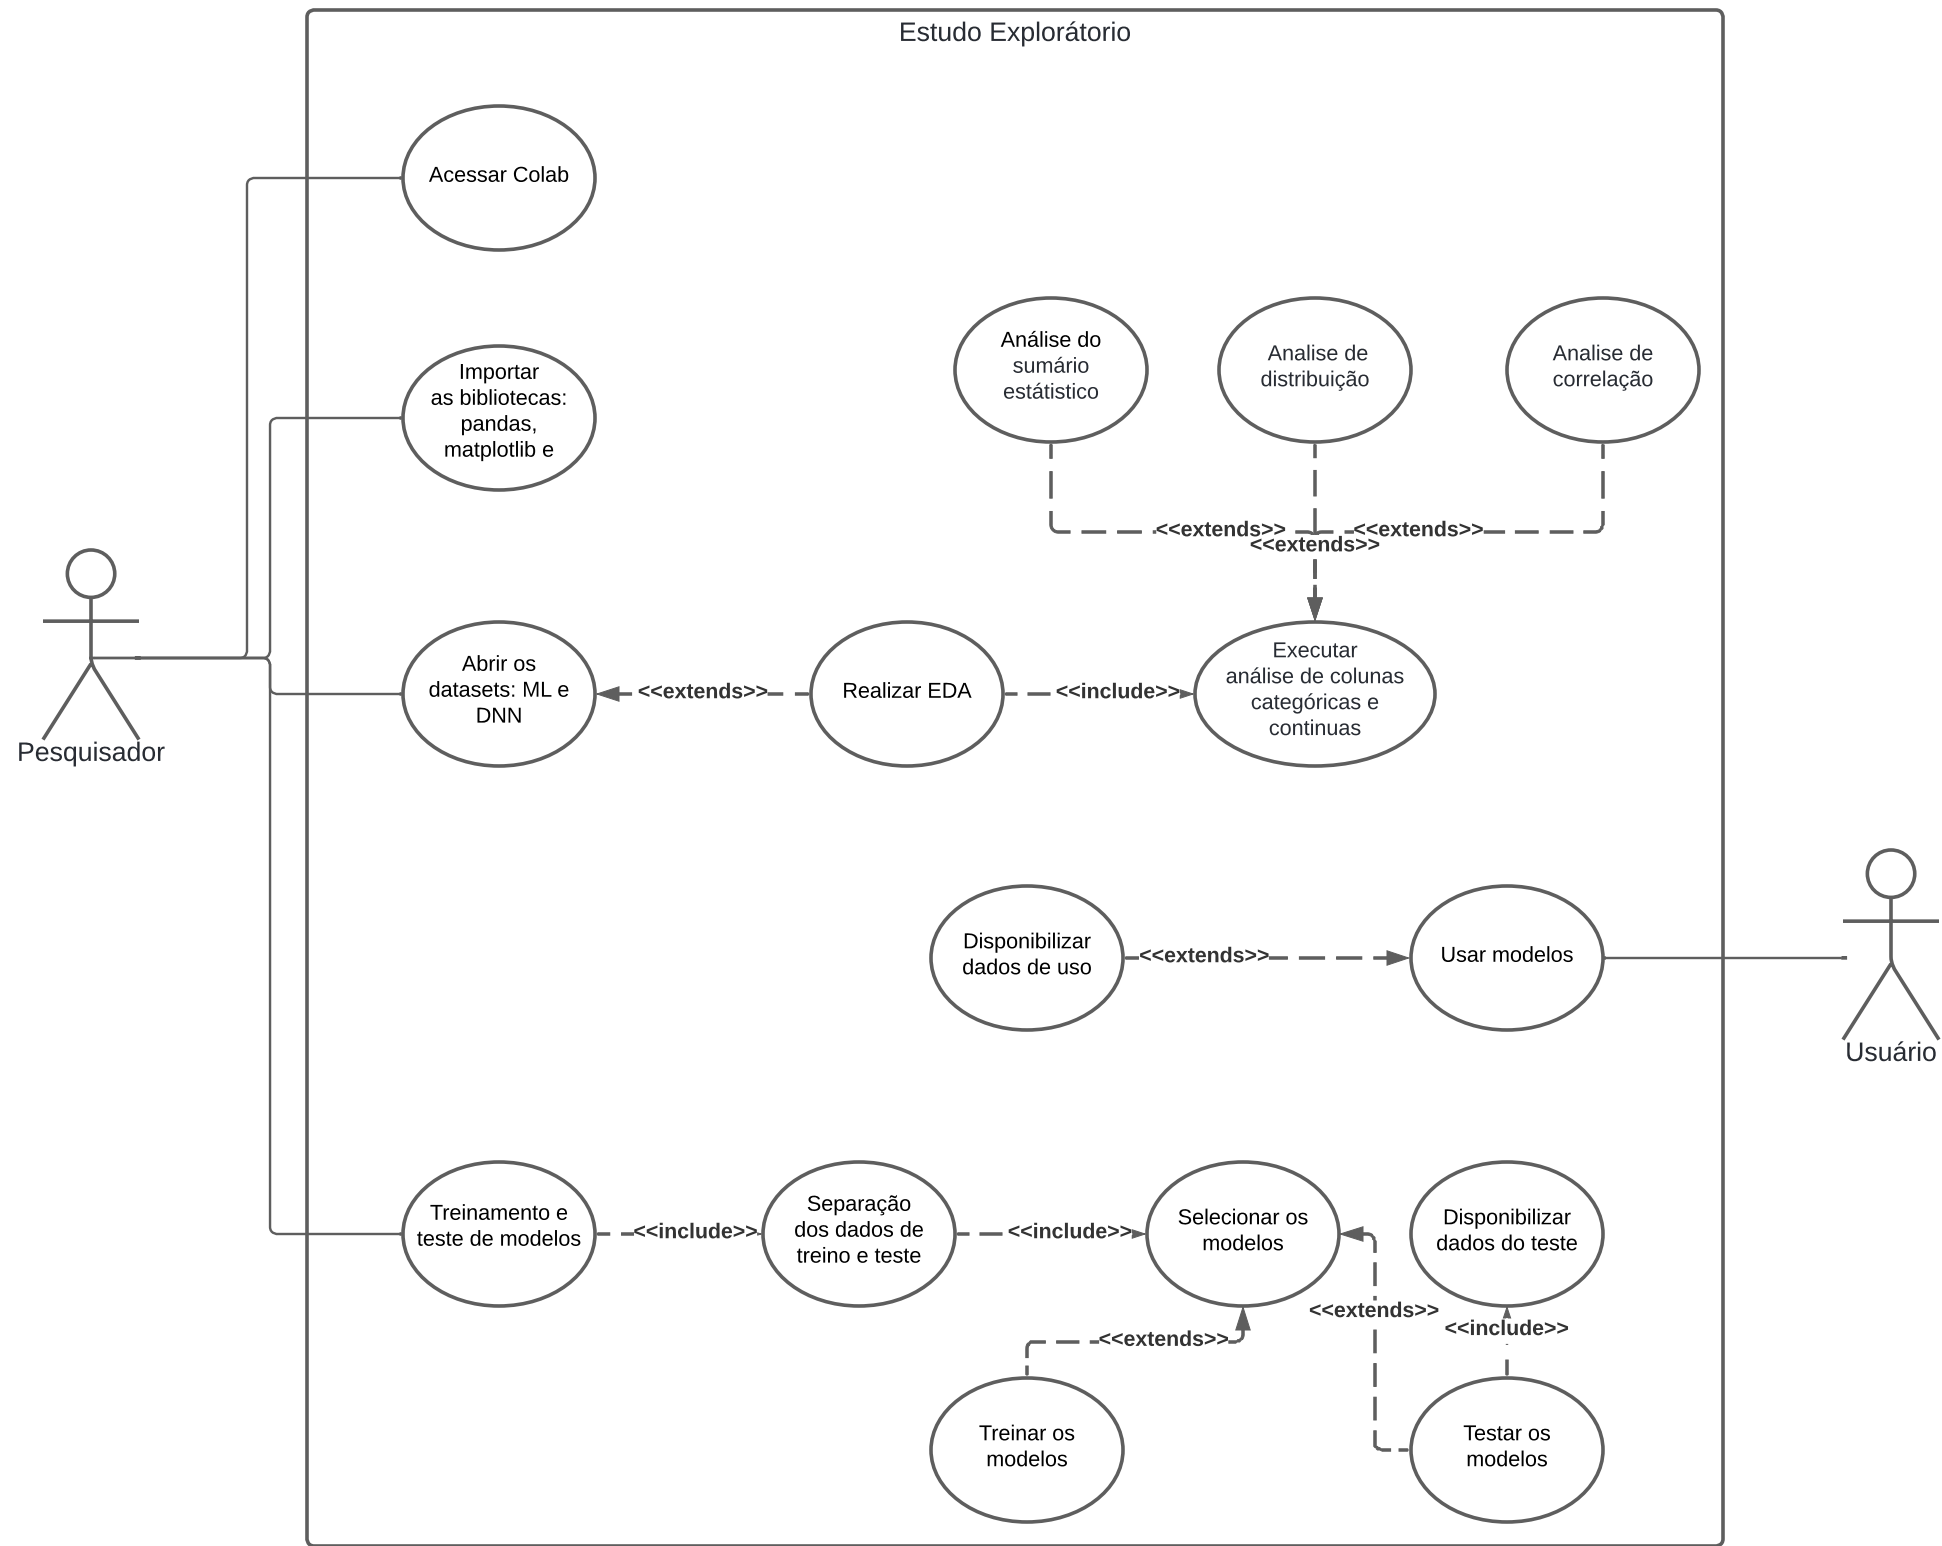 Estudo Explorátorio
Acessar Colab
Importar
as bibliotecas:
pandas,
matplotlib e
Análise do
sumário
estátistico
Analise de
distribuição
Analise de
correlação
<<extends>>
<<extends>>
<<extends>>
Pesquisador
Abrir os
datasets: ML e
DNN
<<extends>>
Realizar EDA
<<include>>
Executar
análise de colunas
categóricas e
continuas
Disponibilizar
dados de uso
<<extends>>
Usar modelos
Usuário
Treinamento e
teste de modelos
<<include>>
Separação
dos dados de
treino e teste
<<include>>
Selecionar os
modelos
Disponibilizar
dados do teste
<<extends>>
<<include>>
<<extends>>
Treinar os
modelos
Testar os
modelos